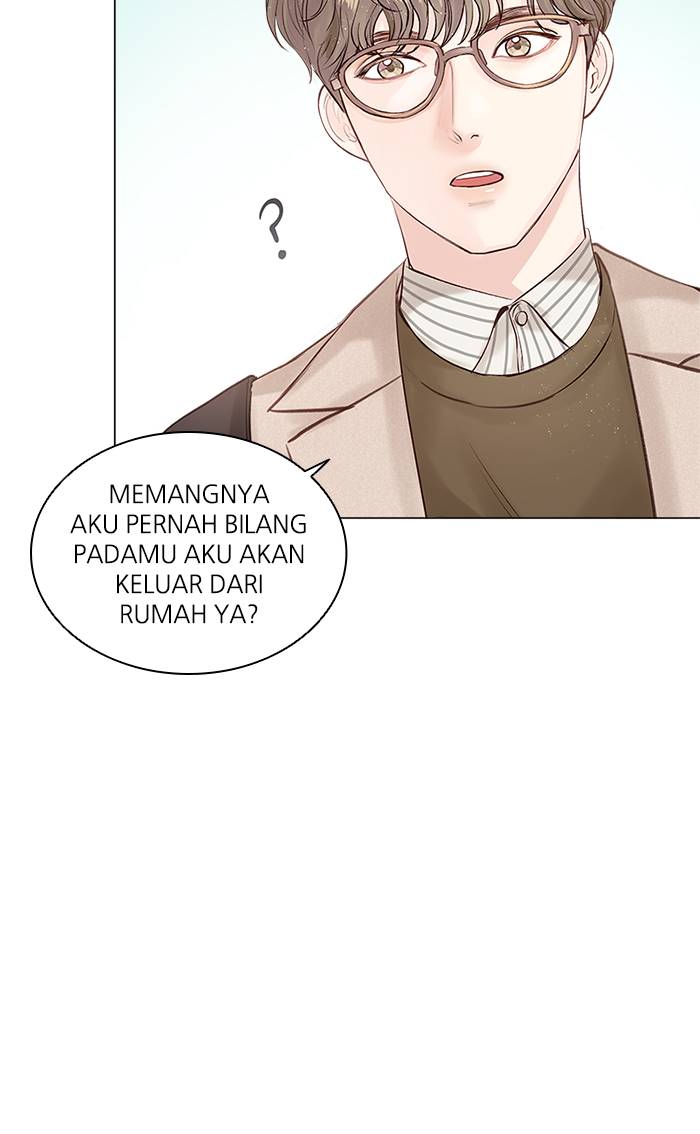 ?
MEMANGNYA
AKU PERNAH BILANG
PADAMU AKU AKAN
KELUAR DARI
RUMAH YA?